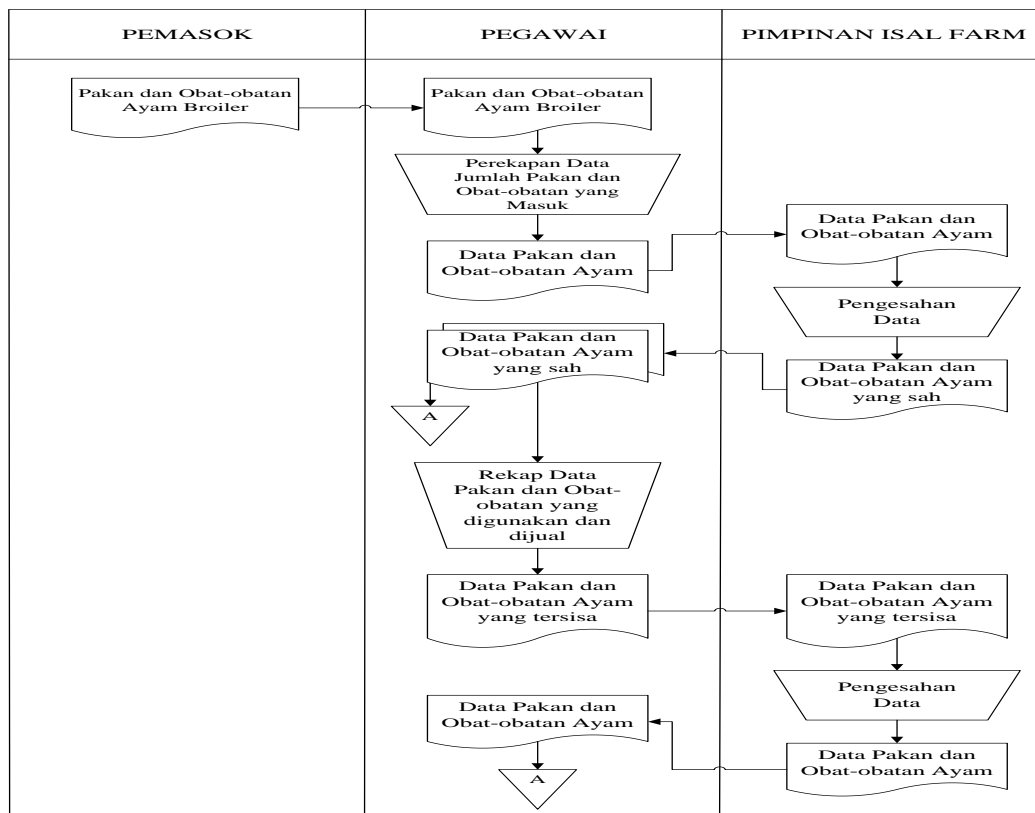 PEMASOK
PEGAWAI
PIMPINAN ISAL FARM
Pakan dan Obat-obatan
Ayam Broiler
Pakan dan Obat-obatan
Ayam Broiler
Perekapan Data
Jumlah Pakan dan
Obat-obatan yang
Masuk
Data Pakan dan
Obat-obatan Ayam
Data Pakan dan
Obat-obatan Ayam
Pengesahan
Data
Data Pakan dan
Obat-obatan Ayam
yang sah
Data Pakan dan
Obat-obatan Ayam
yang sah
A
Rekap Data
Pakan dan Obat-
obatan yang
digunakan dan
dijual
Data Pakan dan
Obat-obatan Ayam
yang tersisa
Data Pakan dan
Obat-obatan Ayam
yang tersisa
Pengesahan
Data
Data Pakan dan
Obat-obatan Ayam
Data Pakan dan
Obat-obatan Ayam
A